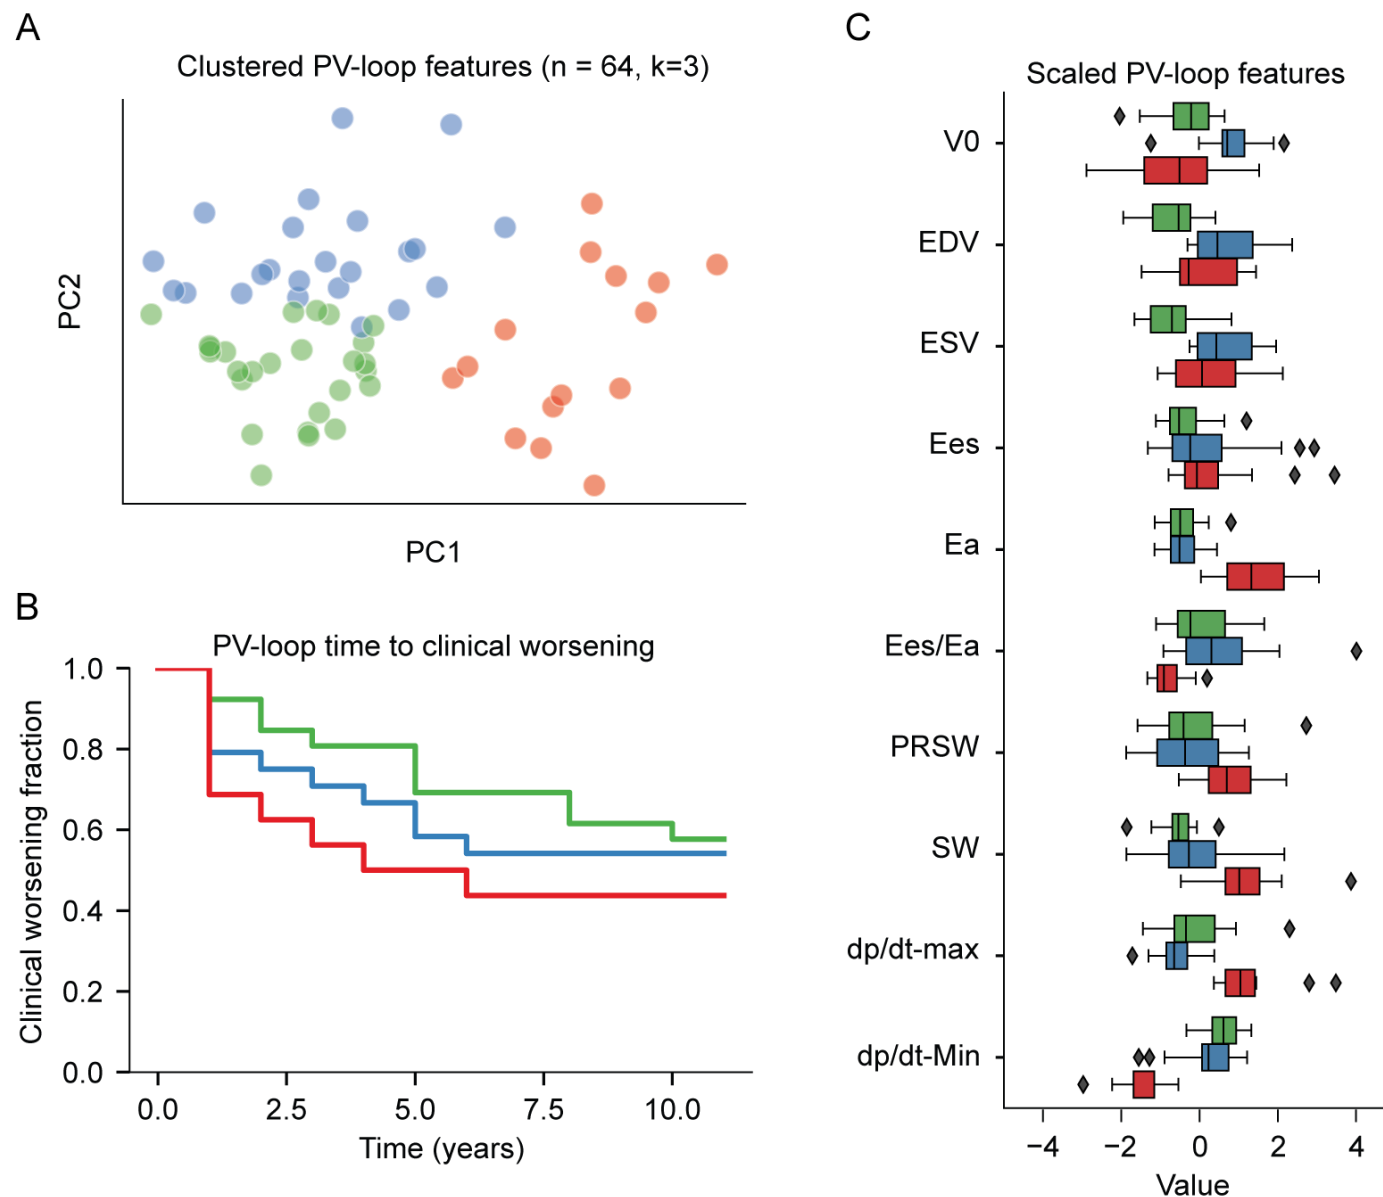 A
Clustered PV-loop features (n = 64, k=3)
PC2
PC1
B
PV-loop time to clinical worsening
Clinical worsening fraction
1.0
0.8
0.6
0.4
0.2
0.0
0.0 2.5 5.0 7.5 10.0
Time (years)
C
Scaled PV-loop features
V0
EDV
ESV
Ees
Ea
Ees/Ea
PRSW
SW
dp/dt-max
dp/dt-Min
−4 −2 0 2 4
Value